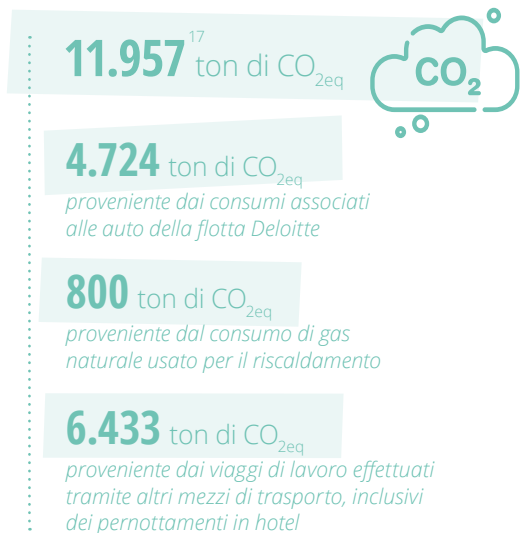 11.957 17 ton di CO2eq
CO2
4.724 ton di CO2eq
proveniente dai consumi associati
alle auto della flotta Deloitte
800 ton di CO2eq
proveniente dal consumo di gas
naturale usato per il riscaldamento
6.433 ton di CO2eq
proveniente dai viaggi di lavoro effettuati
tramite altri mezzi di trasporto, inclusivi
dei pernottamenti in hotel